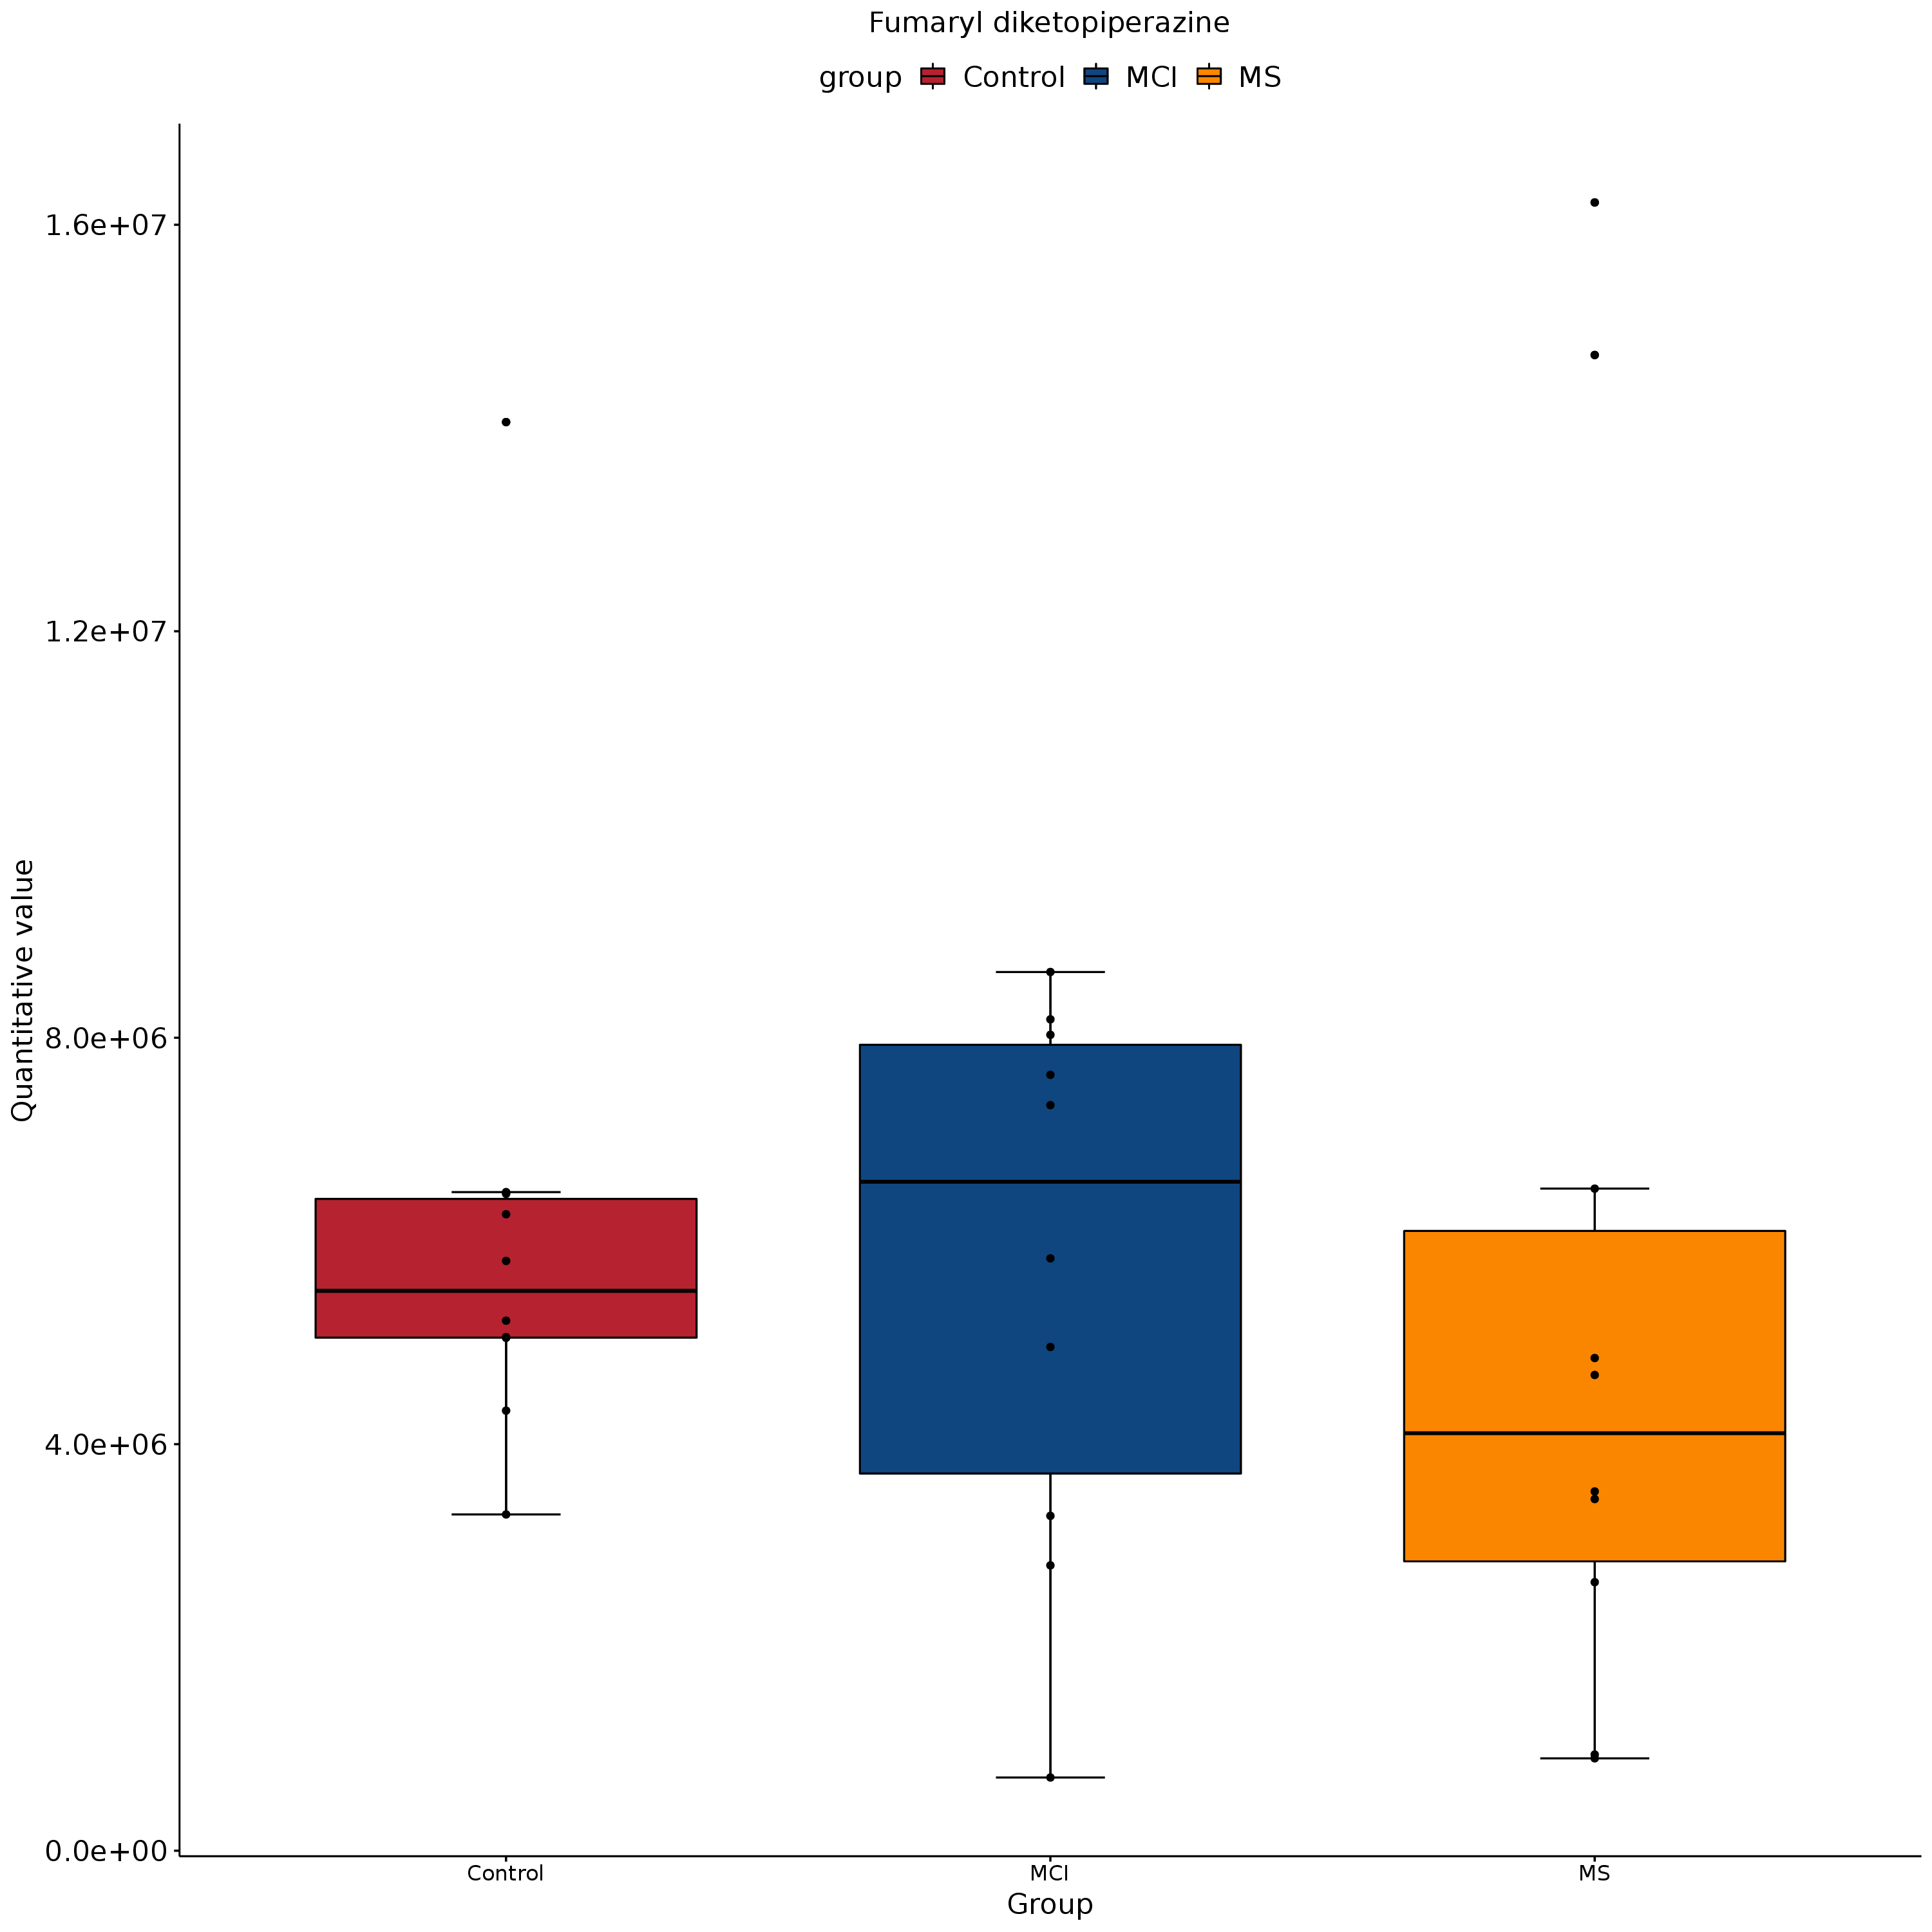 Fumaryl diketopiperazine
group Control MCI MS
1.6e+07
1.2e+07
8.0e+06
4.0e+06
0.0e+00
Quantitative value
Control MCI MS
Group